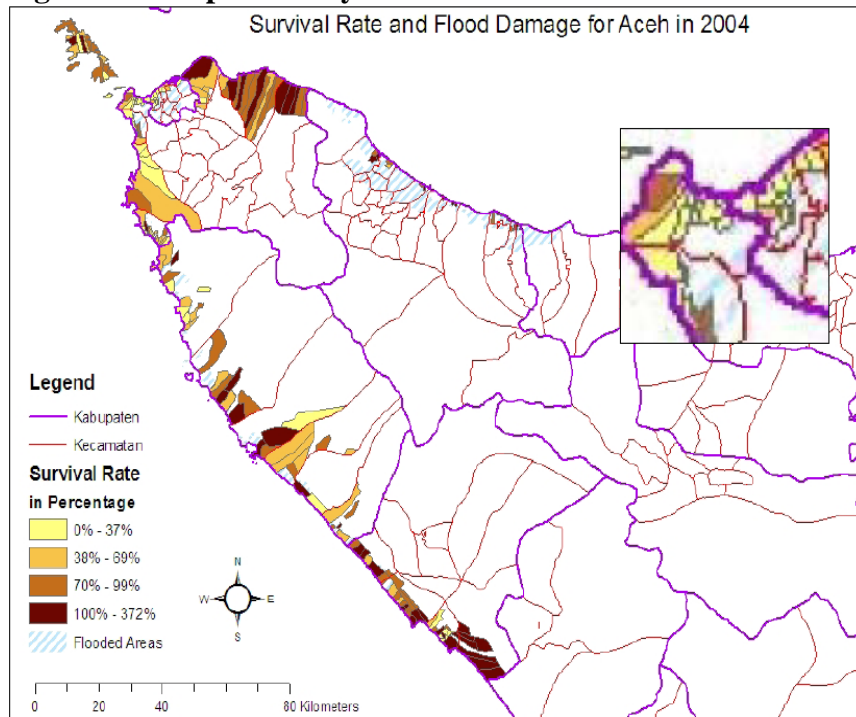 Survival Rate and Flood Damage for Aceh in 2004
Legend
Kabupaten
Kecamatan
Survival Rate
in Percentage
0% - 37%
38% - 69%
70% - 99%
100% - 372%
Flooded Areas
N
W E
S
0 20 40 80 Kilometers